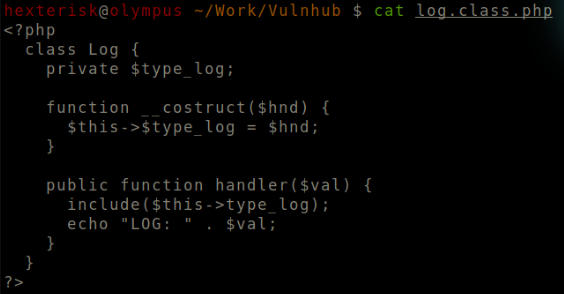 hexterisk@olympus ~/Work/Vulnhub $ cat log.class.php
<?php
  class Log {
    private $type_log;

    function __costruct($hnd) {
      $this->$type_log = $hnd;
    }

    public function handler($val) {
      include($this->type_log);
      echo "LOG: " . $val;
    }
  }
?>